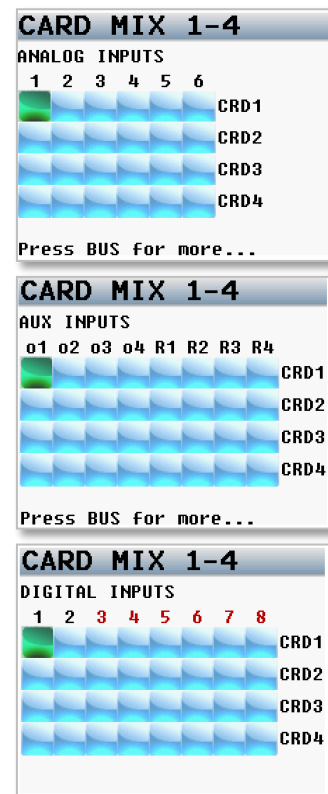 CARD MIX 1-4
ANALOG INPUTS
1 2 3 4 5 6
CRD1
CRD2
CRD3
CRD4
Press BUS for more...
CARD MIX 1-4
AUX INPUTS
o1 o2 o3 o4 R1 R2 R3 R4
CRD1
CRD2
CRD3
CRD4
Press BUS for more...
CARD MIX 1-4
DIGITAL INPUTS
1 2 3 4 5 6 7 8
CRD1
CRD2
CRD3
CRD4